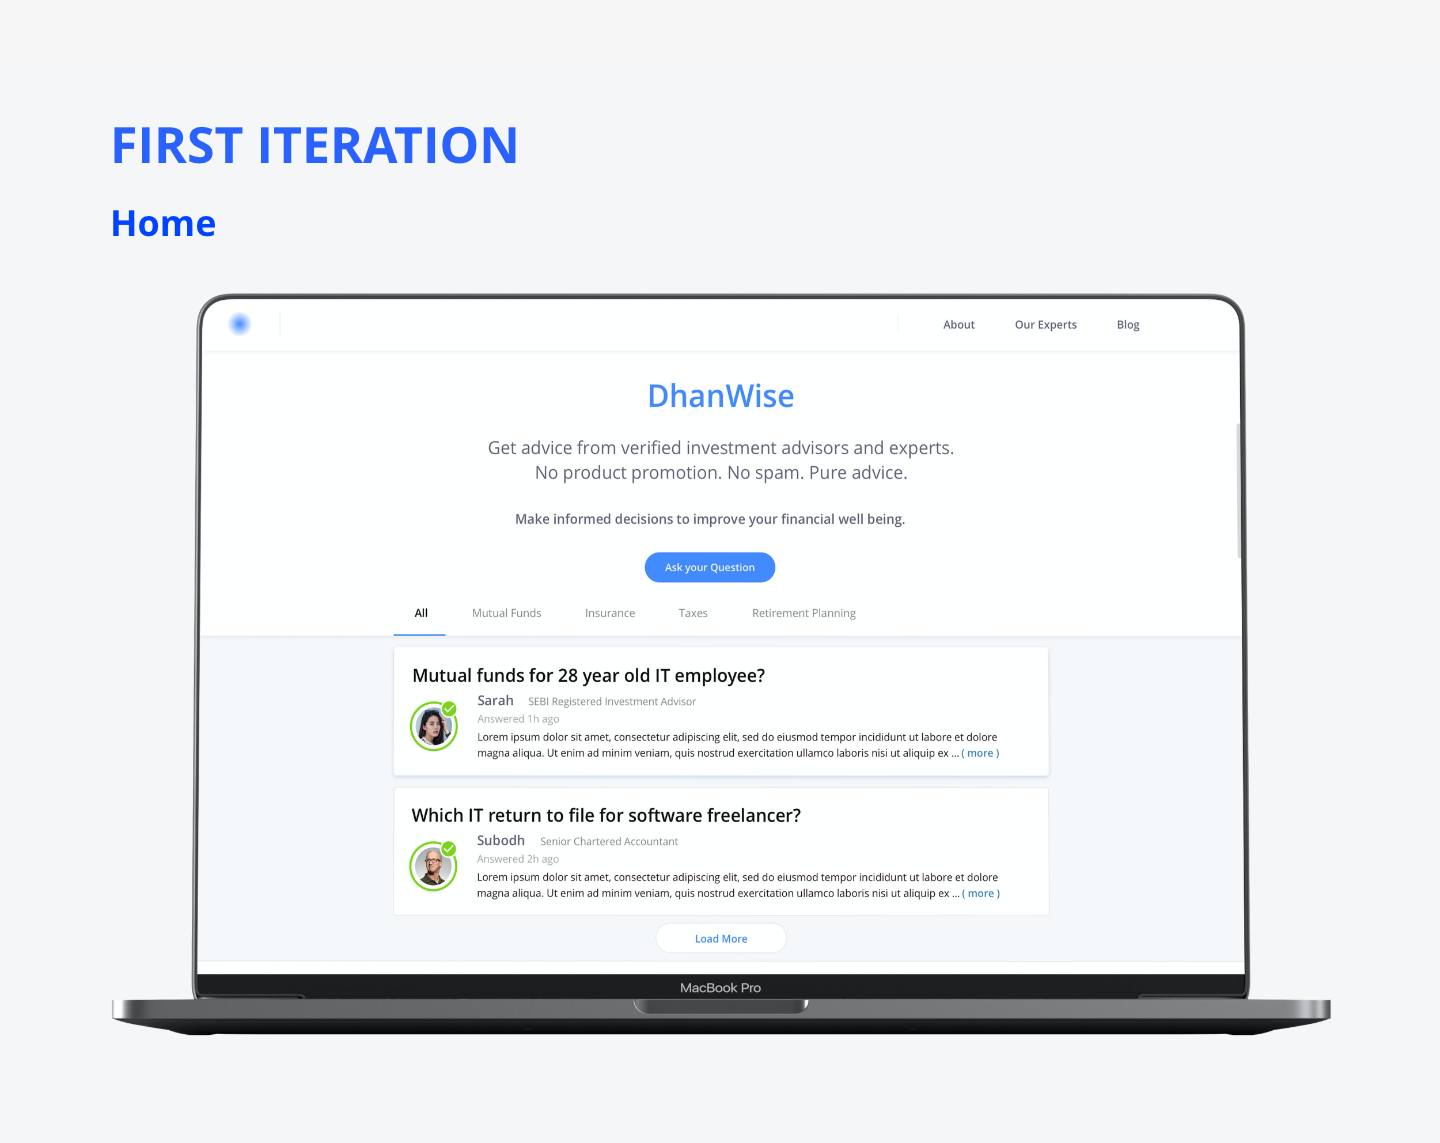 FIRST ITERATION
Home
About Our Experts Blog
DhanWise
Get advice from verified investment advisors and experts.
No product promotion. No spam. Pure advice.
Make informed decisions to improve your financial well being.
Ask your Question
All Mutual Funds Insurance Taxes Retirement Planning
Mutual funds for 28 year old IT employee?
Sarah SEBI Registered Investment Advisor
Answered 1h ago
Lorem ipsum dolor sit amet, consectetur adipiscing elit, sed do eiusmod tempor incididunt ut labore et dolore
magna aliqua. Ut enim ad minim veniam, quis nostrud exercitation ullamco laboris nisi ut aliquip ex ... ( more )
Which IT return to file for software freelancer?
Subodh Senior Chartered Accountant
Answered 2h ago
Lorem ipsum dolor sit amet, consectetur adipiscing elit, sed do eiusmod tempor incididunt ut labore et dolore
magna aliqua. Ut enim ad minim veniam, quis nostrud exercitation ullamco laboris nisi ut aliquip ex ... ( more )
Load More
MacBook Pro